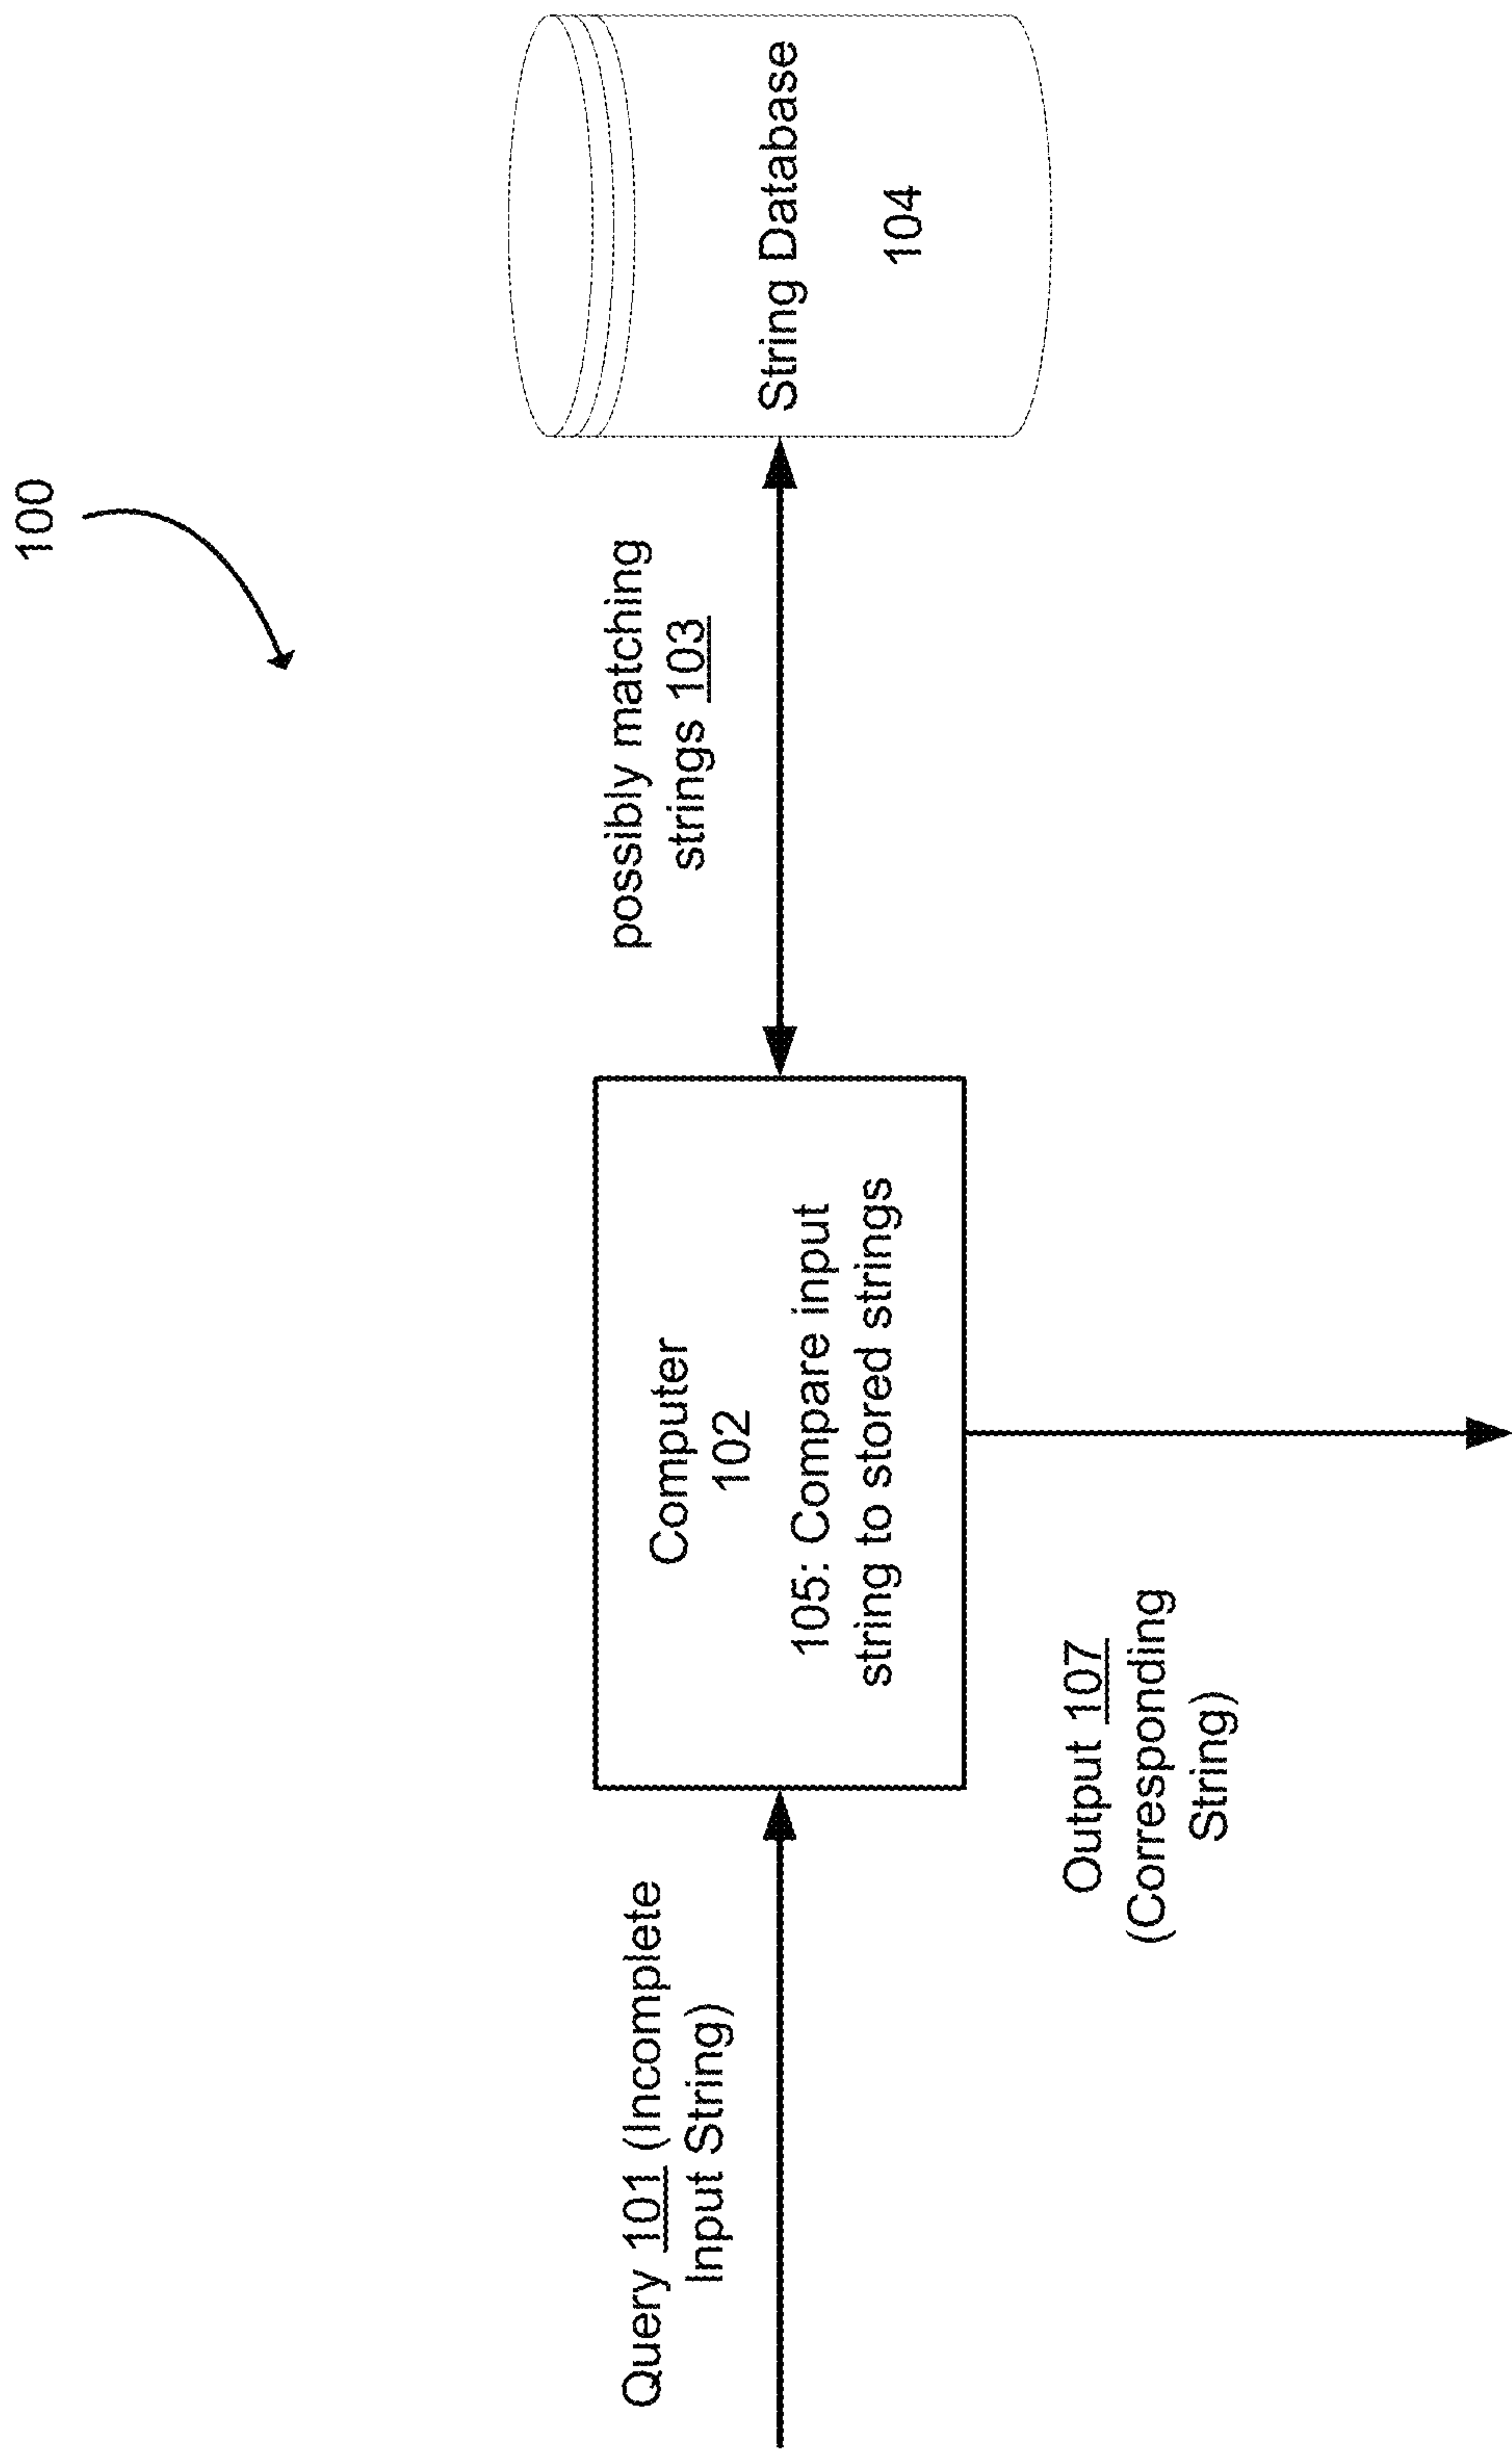 100
Query 101 (Incomplete
Input String)
Computer
102
105: Compare input
string to stored strings
possibly matching
strings 103
String Database
104
Output 107
(Corresponding
String)